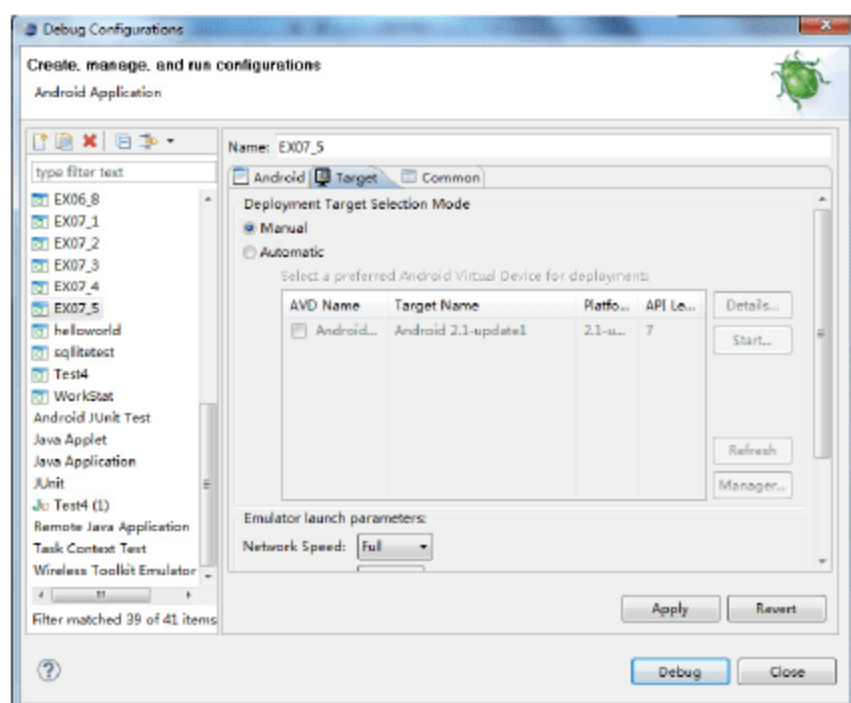 Debug Configurations
Create, manage, and run configurations
Android Application
Name: EX07_5
type filter text
Android Target Common
EX06_8
EX07_1
EX07_2
EX07_3
EX07_4
EX07_5
helloworld
sqlitetest
Test4
WorkStat
Android JUnit Test
Java Applet
Java Application
JUnit
Ju Test4 (1)
Remote Java Application
Task Context Test
Wireless Toolkit Emulator
Filter matched 39 of 41 items
Deployment Target Selection Mode
Manual
Automatic
Select a preferred Android Virtual Device for deployment:
AVD Name Target Name Platfo... API Le... Details...
Android... Android 2.1-update1 2.1-u... 7 Start...
Refresh
Manager...
Emulator launch parameters:
Network Speed: Full
Apply Revert
Debug Close